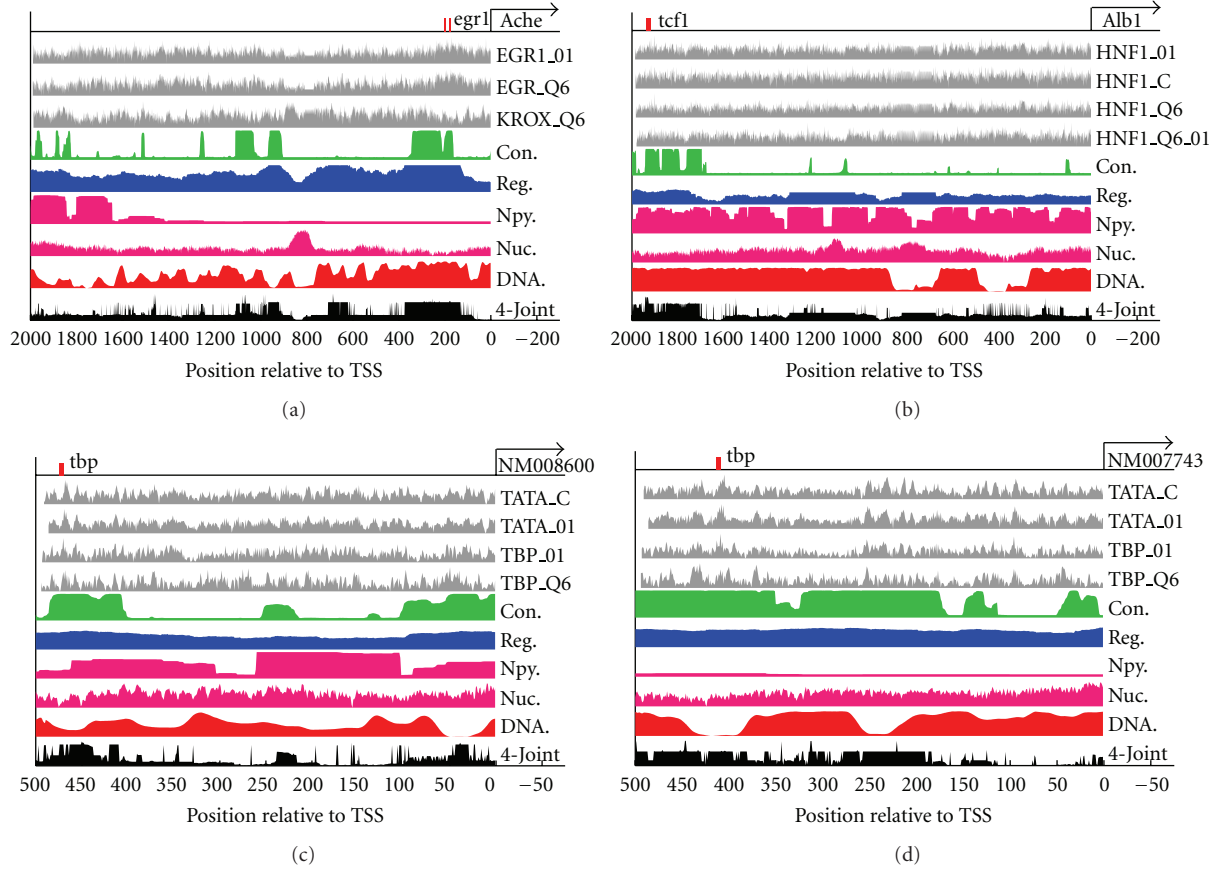 egr1 Ache
EGR1_01
EGR_Q6
KROX_Q6
Con.
Reg.
Npy.
Nuc.
DNA.
4-Joint
2000 1800 1600 1400 1200 1000 800 600 400 200 0 −200
Position relative to TSS
(a)
tcf1 Alb1
HNF1_01
HNF1_C
HNF1_Q6
HNF1_Q6_01
Con.
Reg.
Npy.
Nuc.
DNA.
4-Joint
2000 1800 1600 1400 1200 1000 800 600 400 200 0 −200
Position relative to TSS
(b)
tbp NM008600
TATA_C
TATA_01
TBP_01
TBP_Q6
Con.
Reg.
Npy.
Nuc.
DNA.
4-Joint
500 450 400 350 300 250 200 150 100 50 0 −50
Position relative to TSS
(c)
tbp NM007743
TATA_C
TATA_01
TBP_01
TBP_Q6
Con.
Reg.
Npy.
Nuc.
DNA.
4-Joint
500 450 400 350 300 250 200 150 100 50 0 −50
Position relative to TSS
(d)